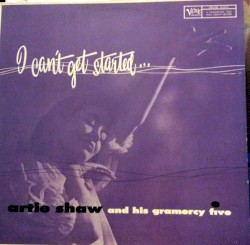 Verve
I can't get started...
artie shaw and his gramercy five